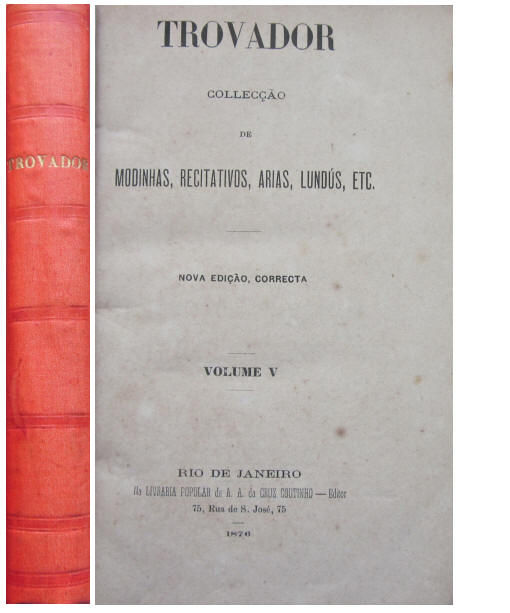 TROVADOR
TROVADOR
COLLECÇÃO
DE
MODINHAS, RECITATIVOS, ARIAS, LUNDÚS, ETC.
NOVA EDIÇÃO, CORRECTA
VOLUME V
RIO DE JANEIRO
Na LIVRARIA POPULAR de A. A. da CRUZ COUTINHO — Editor
75, Rua de S. José, 75
1876